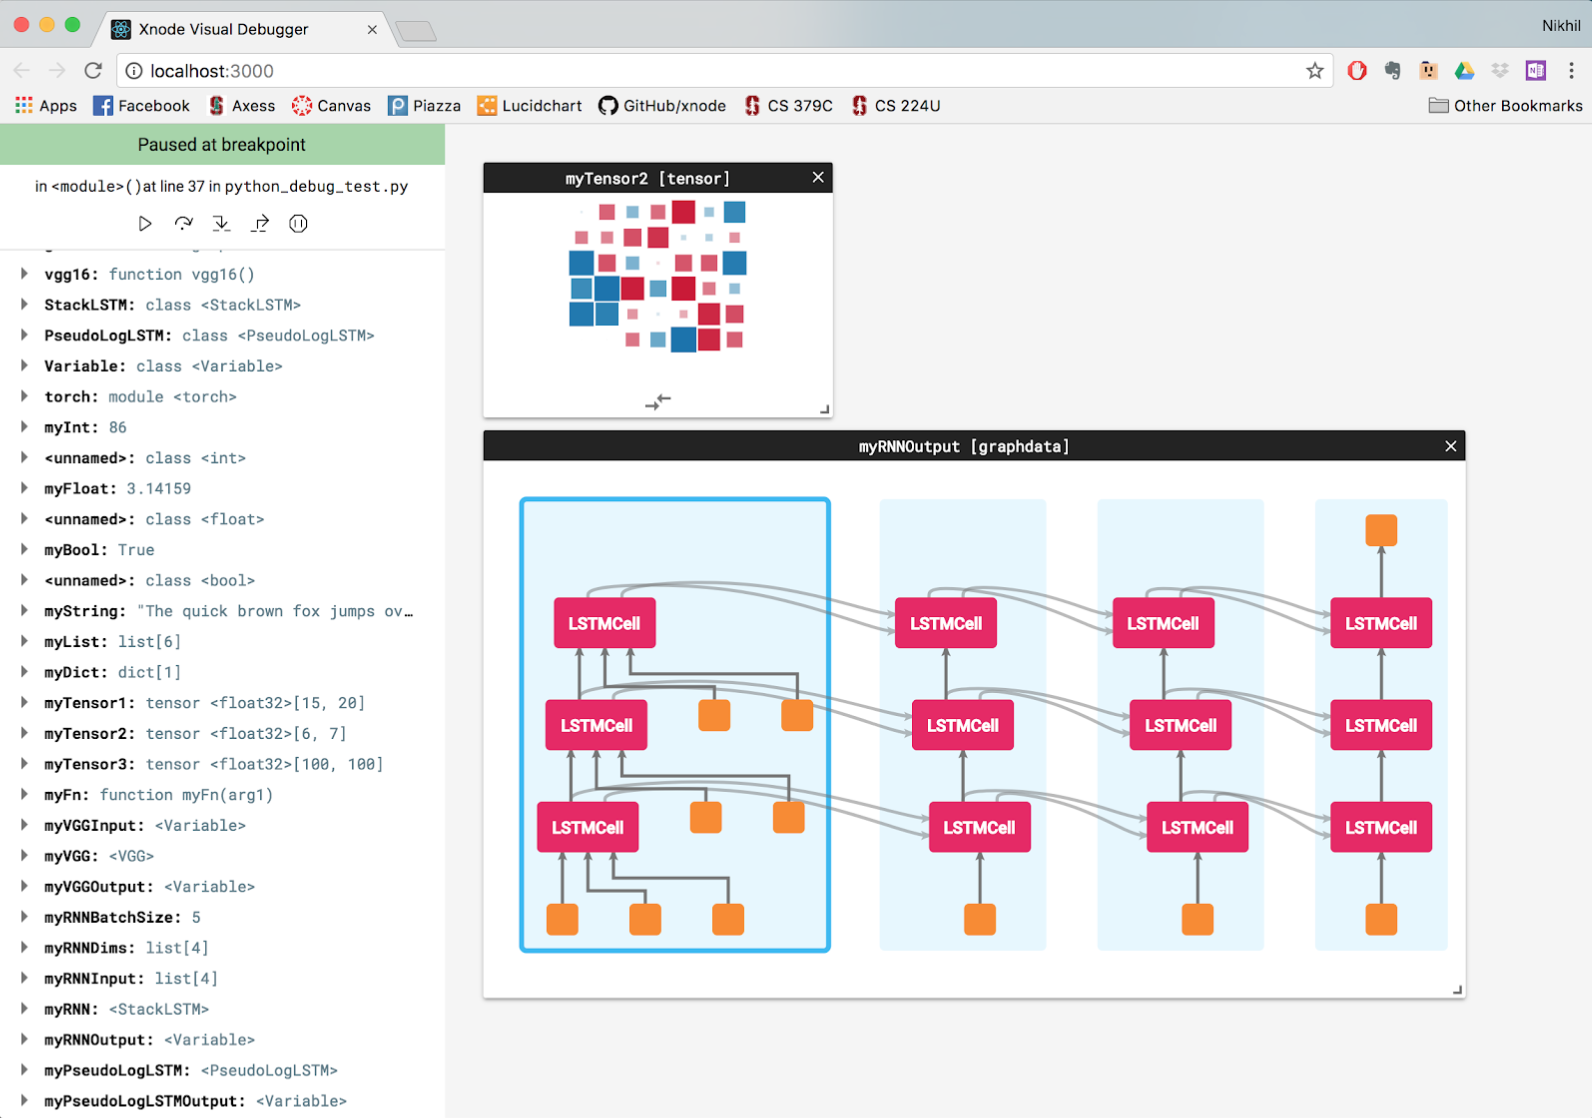 Xnode Visual Debugger
Nikhil
localhost:3000
Apps Facebook Axess Canvas Piazza Lucidchart GitHub/xnode CS 379C CS 224U Other Bookmarks
Paused at breakpoint
in <module>()at line 37 in python_debug_test.py
vgg16: function vgg16()
StackLSTM: class <StackLSTM>
PseudoLogLSTM: class <PseudoLogLSTM>
Variable: class <Variable>
torch: module <torch>
myInt: 86
<unnamed>: class <int>
myFloat: 3.14159
<unnamed>: class <float>
myBool: True
<unnamed>: class <bool>
myString: "The quick brown fox jumps ov…
myList: list[6]
myDict: dict[1]
myTensor1: tensor <float32>[15, 20]
myTensor2: tensor <float32>[6, 7]
myTensor3: tensor <float32>[100, 100]
myFn: function myFn(arg1)
myVGGInput: <Variable>
myVGG: <VGG>
myVGGOutput: <Variable>
myRNNBatchSize: 5
myRNNDims: list[4]
myRNNInput: list[4]
myRNN: <StackLSTM>
myRNNOutput: <Variable>
myPseudoLogLSTM: <PseudoLogLSTM>
myPseudoLogLSTMOutput: <Variable>
myTensor2 [tensor]
myRNNOutput [graphdata]
LSTMCell LSTMCell LSTMCell LSTMCell
LSTMCell LSTMCell LSTMCell LSTMCell
LSTMCell LSTMCell LSTMCell LSTMCell